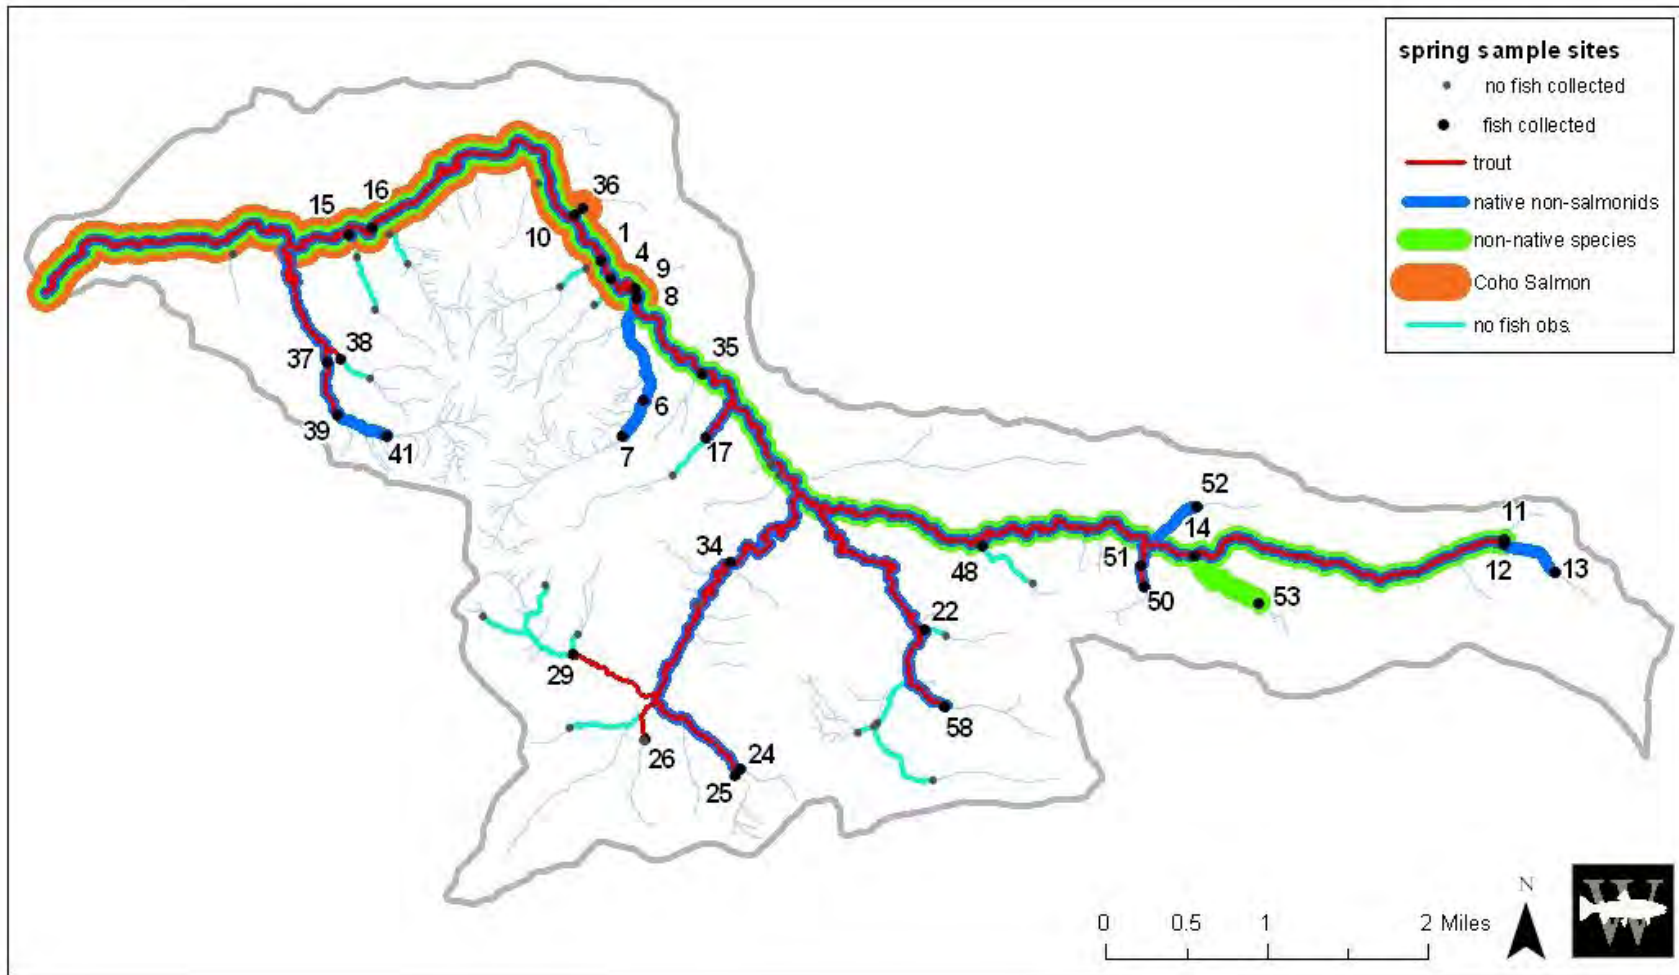 spring sample sites
no fish collected
fish collected
trout
native non-salmonids
non-native species
Coho Salmon
no fish obs.
36
16
15
10
1
4
9
8
35
38
37
6
39
41
7
17
52
14
11
34
51
48
12
13
50
53
22
29
58
26
24
25
N
W
0 0.5 1 2 Miles